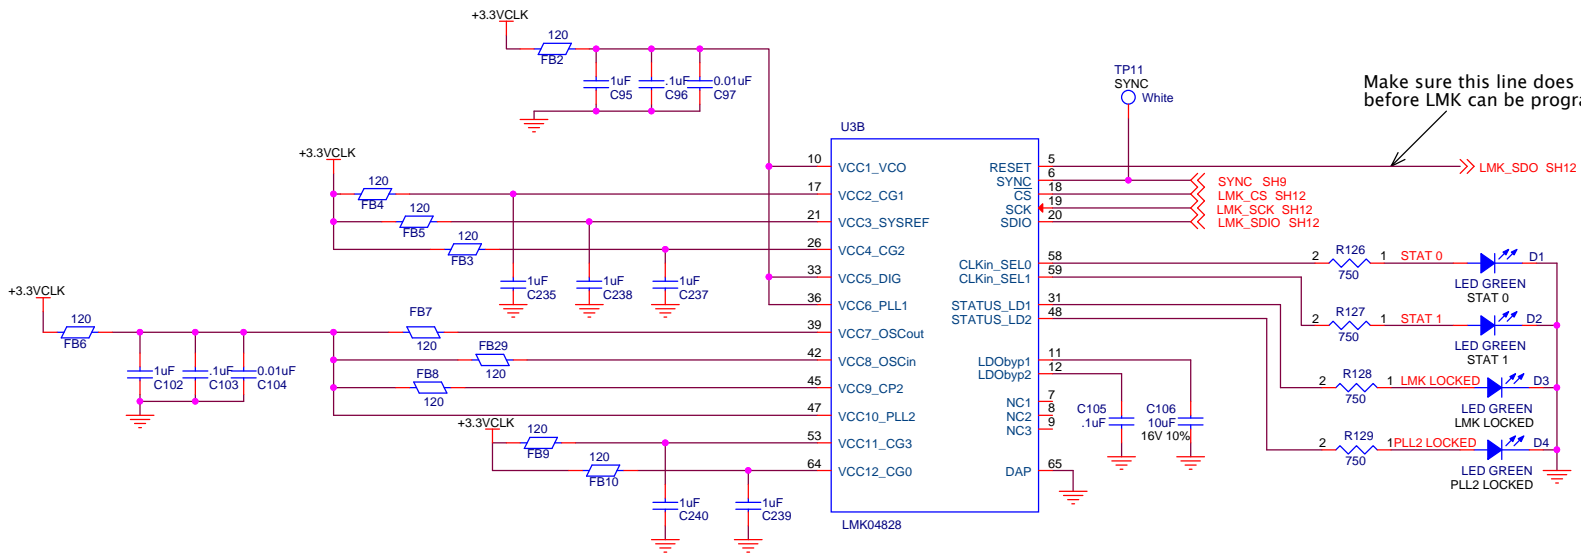 +3.3VCLK
120
FB2
1uF
C95
.1uF
C96
0.01uF
C97
TP11
SYNC
White
Make sure this line does
before LMK can be progra
U3B
+3.3VCLK
120
FB4
120
FB5
120
FB3
1uF
C235
1uF
C238
1uF
C237
10 VCC1_VCO
17 VCC2_CG1
21 VCC3_SYSREF
26 VCC4_CG2
33 VCC5_DIG
36 VCC6_PLL1
39 VCC7_OSCout
42 VCC8_OSCin
45 VCC9_CP2
47 VCC10_PLL2
53 VCC11_CG3
64 VCC12_CG0
RESET 5
SYNC 6
CS 18
SCK 19
SDIO 20
CLKin_SEL0 58
CLKin_SEL1 59
STATUS_LD1 31
STATUS_LD2 48
LDObyp1 11
LDObyp2 12
NC1 7
NC2 8
NC3 9
DAP 65
LMK04828
LMK_SDO SH12
SYNC SH9
LMK_CS SH12
LMK_SCK SH12
LMK_SDIO SH12
+3.3VCLK
120
FB6
1uF
C102
.1uF
C103
0.01uF
C104
FB7
120
FB29
120
FB8
120
+3.3VCLK
120
FB9
120
FB10
1uF
C240
1uF
C239
C105
.1uF
C106
10uF
16V 10%
2 R126 1 STAT 0 D1
750
LED GREEN
STAT 0
2 R127 1 STAT 1 D2
750
LED GREEN
STAT 1
2 R128 1 LMK LOCKED D3
750
LED GREEN
LMK LOCKED
2 R129 1 PLL2 LOCKED D4
750
LED GREEN
PLL2 LOCKED